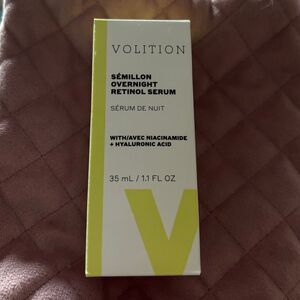 VOLITION
SÉMILLON
OVERNIGHT
RETINOL SERUM
SÉRUM DE NUIT
WITH/AVEC NIACINAMIDE
+ HYALURONIC ACID
35 mL / 1.1 FL OZ
V